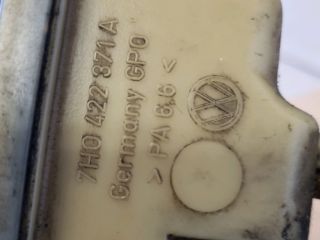 7H0 422 371 A
Germany GPO
> PA 6,6 <